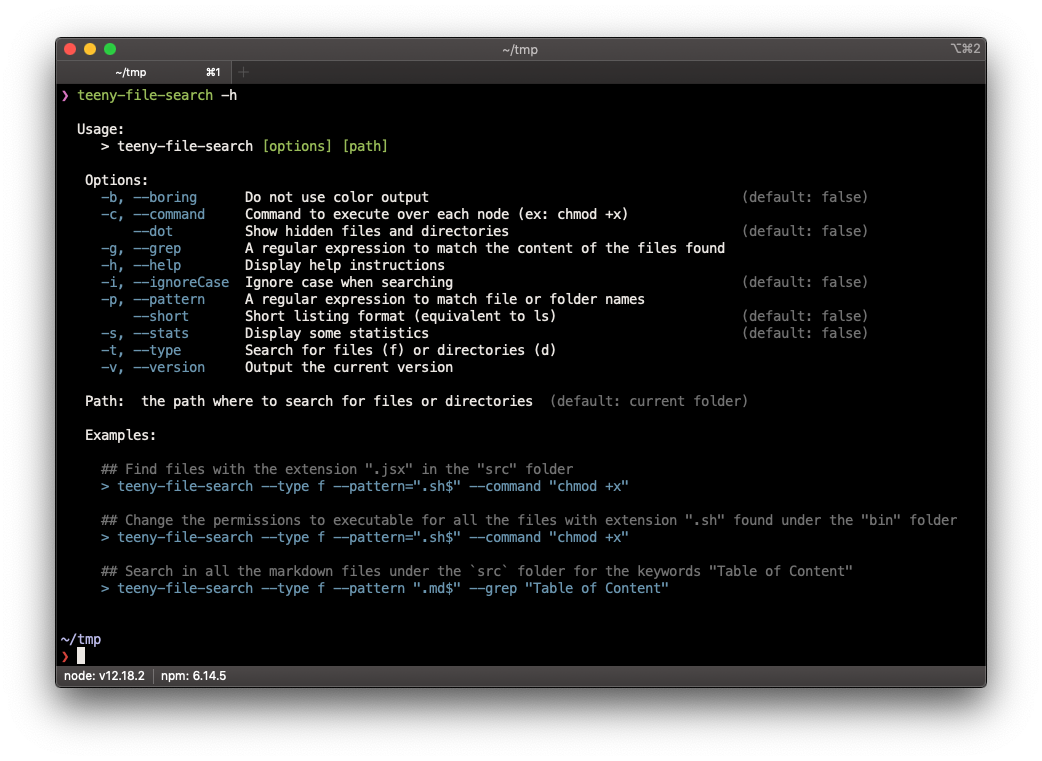 ~/tmp
⌥⌘2
~/tmp ⌘1 +
❯ teeny-file-search -h
Usage:
> teeny-file-search [options] [path]
Options:
-b, --boring Do not use color output (default: false)
-c, --command Command to execute over each node (ex: chmod +x)
--dot Show hidden files and directories (default: false)
-g, --grep A regular expression to match the content of the files found
-h, --help Display help instructions
-i, --ignoreCase Ignore case when searching (default: false)
-p, --pattern A regular expression to match file or folder names
--short Short listing format (equivalent to ls) (default: false)
-s, --stats Display some statistics (default: false)
-t, --type Search for files (f) or directories (d)
-v, --version Output the current version
Path: the path where to search for files or directories (default: current folder)
Examples:
## Find files with the extension ".jsx" in the "src" folder
> teeny-file-search --type f --pattern=".sh$" --command "chmod +x"
## Change the permissions to executable for all the files with extension ".sh" found under the "bin" folder
> teeny-file-search --type f --pattern=".sh$" --command "chmod +x"
## Search in all the markdown files under the `src` folder for the keywords "Table of Content"
> teeny-file-search --type f --pattern ".md$" --grep "Table of Content"
~/tmp
❯
node: v12.18.2 npm: 6.14.5